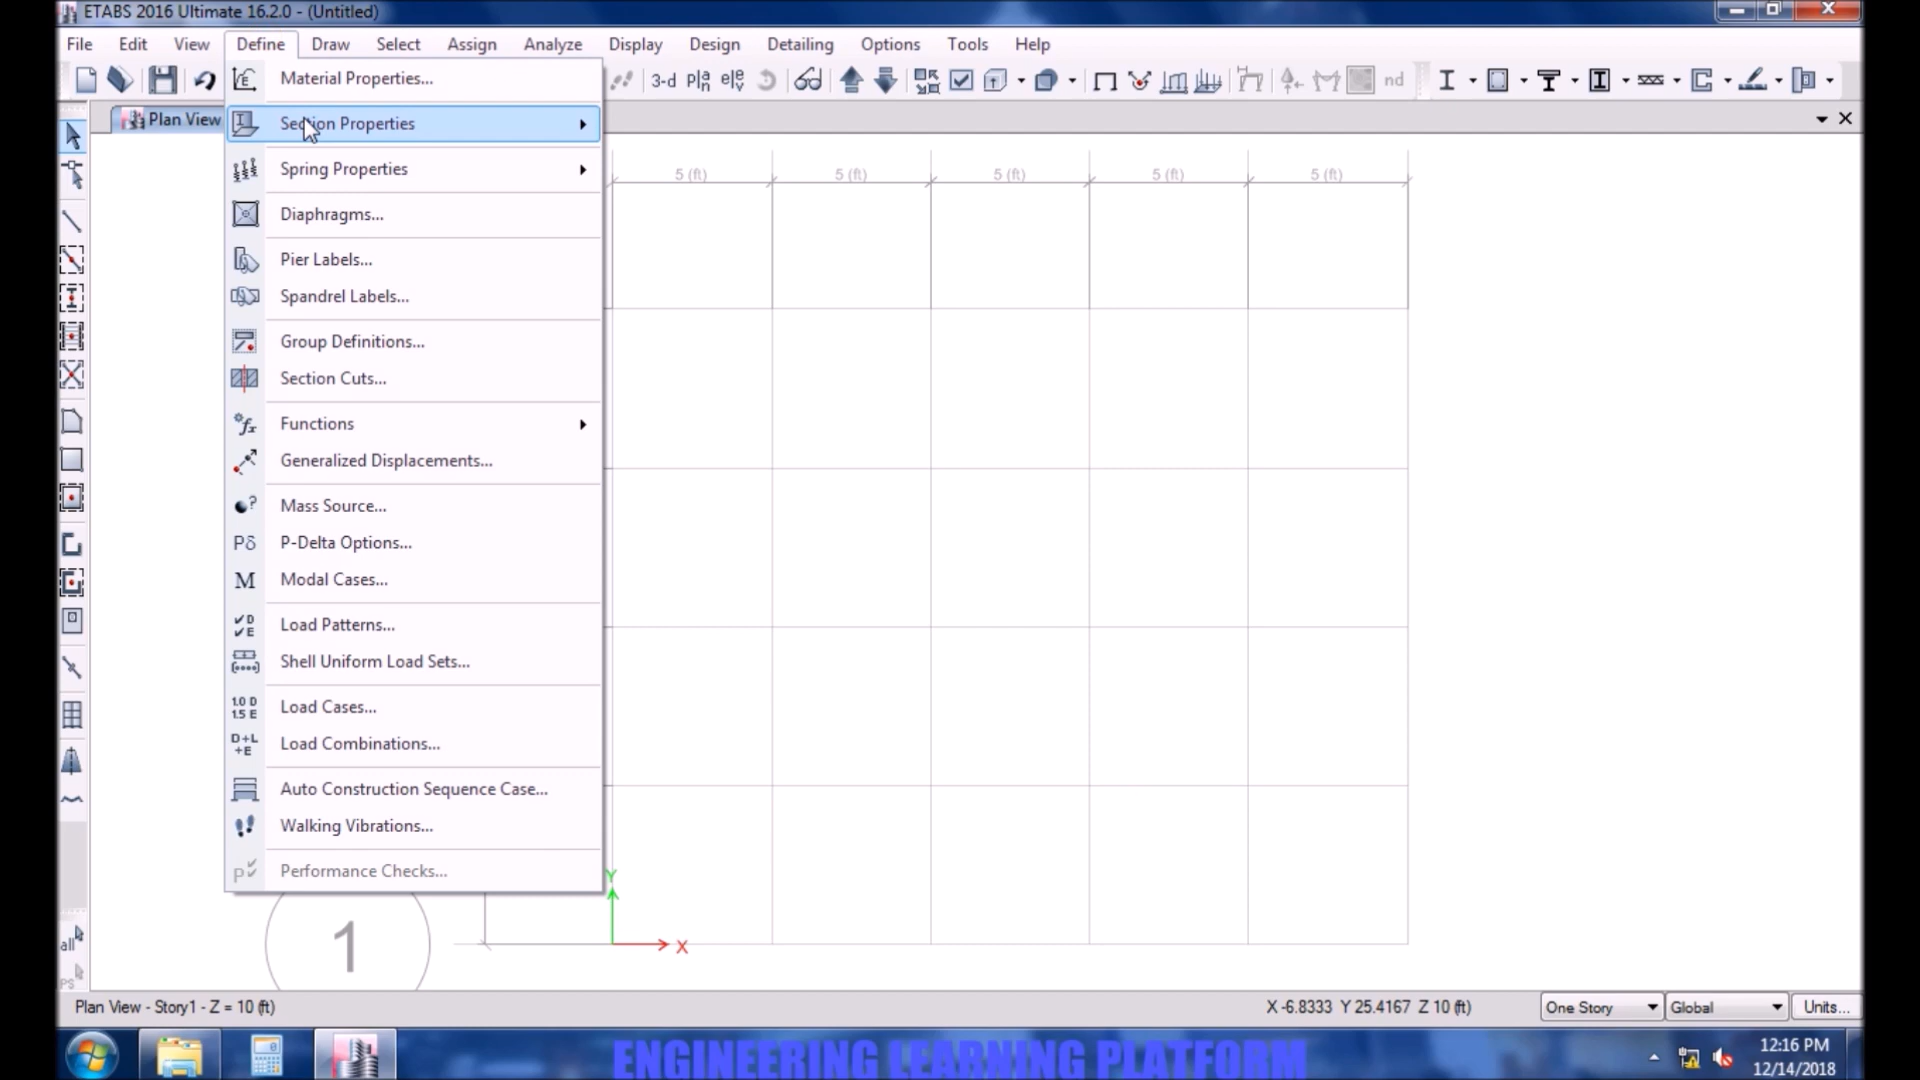 ETABS 2016 Ultimate 16.2.0 - (Untitled)
File Edit View Define Draw Select Assign Analyze Display Design Detailing Options Tools Help
3-d nd
Plan View
Material Properties...
Section Properties
Spring Properties
Diaphragms...
Pier Labels...
Spandrel Labels...
Group Definitions...
Section Cuts...
Functions
Generalized Displacements...
Mass Source...
Pδ P-Delta Options...
M Modal Cases...
Load Patterns...
Shell Uniform Load Sets...
Load Cases...
Load Combinations...
Auto Construction Sequence Case...
Walking Vibrations...
Performance Checks...
5 (ft) 5 (ft) 5 (ft) 5 (ft) 5 (ft)
Y
X
1
all
PS
Plan View - Story1 - Z = 10 (ft)
X -6.8333 Y 25.4167 Z 10 (ft)
One Story Global Units...
ENGINEERING LEARNING PLATFORM
12:16 PM
12/14/2018